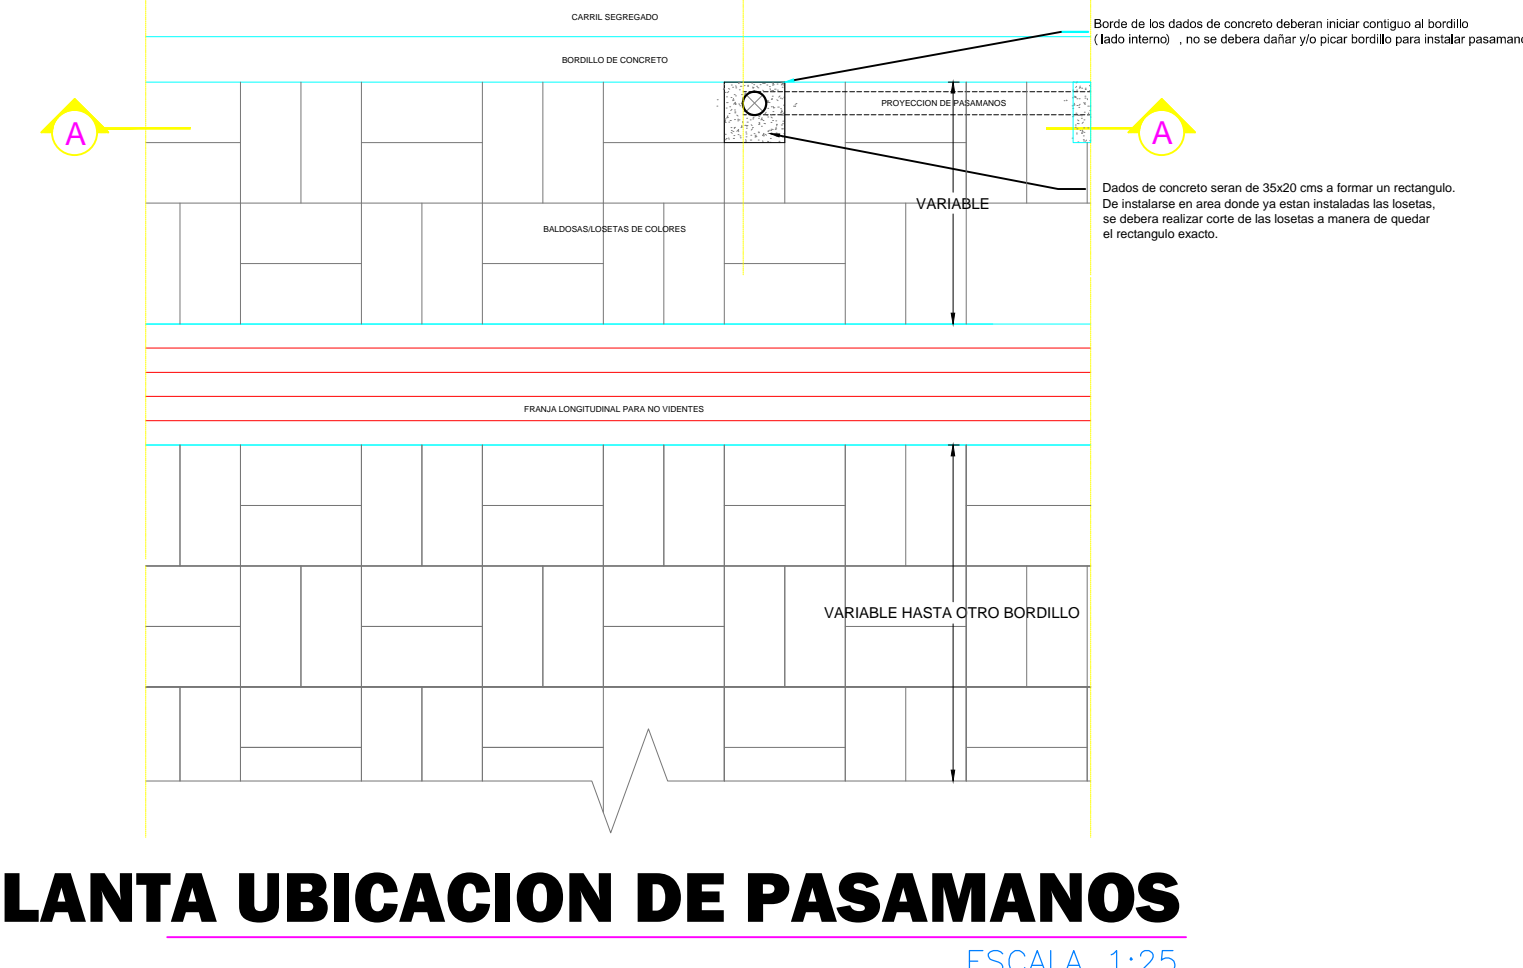 CARRIL SEGREGADO
Borde de los dados de concreto deberan iniciar contiguo al bordillo
(lado interno) , no se debera dañar y/o picar bordillo para instalar pasamano
BORDILLO DE CONCRETO
PROYECCION DE PASAMANOS
A
A
Dados de concreto seran de 35x20 cms a formar un rectangulo.
De instalarse en area donde ya estan instaladas las losetas,
se debera realizar corte de las losetas a manera de quedar
el rectangulo exacto.
VARIABLE
BALDOSAS/LOSETAS DE COLORES
FRANJA LONGITUDINAL PARA NO VIDENTES
VARIABLE HASTA OTRO BORDILLO
LANTA UBICACION DE PASAMANOS
ESCALA 1:25